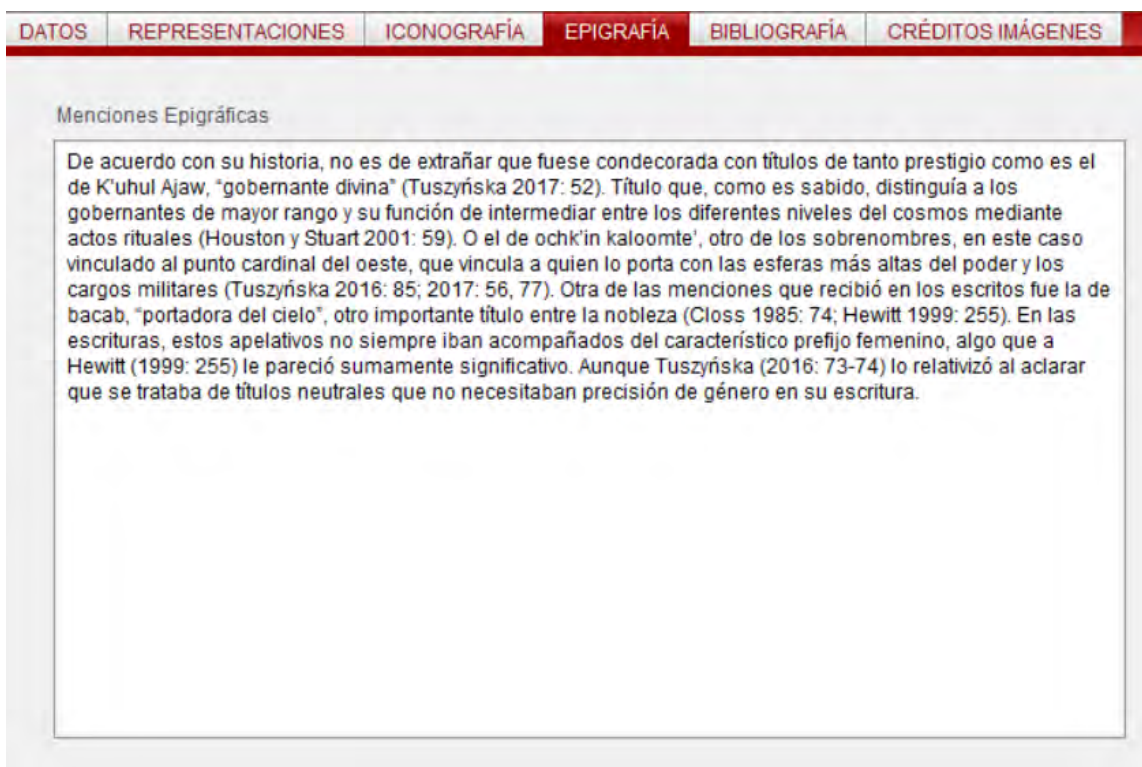 DATOS REPRESENTACIONES ICONOGRAFÍA EPIGRAFÍA BIBLIOGRAFÍA CRÉDITOS IMÁGENES
Menciones Epigráficas
De acuerdo con su historia, no es de extrañar que fuese condecorada con títulos de tanto prestigio como es el
de K'uhul Ajaw, "gobernante divina" (Tuszyńska 2017: 52). Título que, como es sabido, distinguía a los
gobernantes de mayor rango y su función de intermediar entre los diferentes niveles del cosmos mediante
actos rituales (Houston y Stuart 2001: 59). O el de ochk'in kaloomte', otro de los sobrenombres, en este caso
vinculado al punto cardinal del oeste, que vincula a quien lo porta con las esferas más altas del poder y los
cargos militares (Tuszyńska 2016: 85; 2017: 56, 77). Otra de las menciones que recibió en los escritos fue la de
bacab, "portadora del cielo", otro importante título entre la nobleza (Closs 1985: 74; Hewitt 1999: 255). En las
escrituras, estos apelativos no siempre iban acompañados del característico prefijo femenino, algo que a
Hewitt (1999: 255) le pareció sumamente significativo. Aunque Tuszyńska (2016: 73-74) lo relativizó al aclarar
que se trataba de títulos neutrales que no necesitaban precisión de género en su escritura.